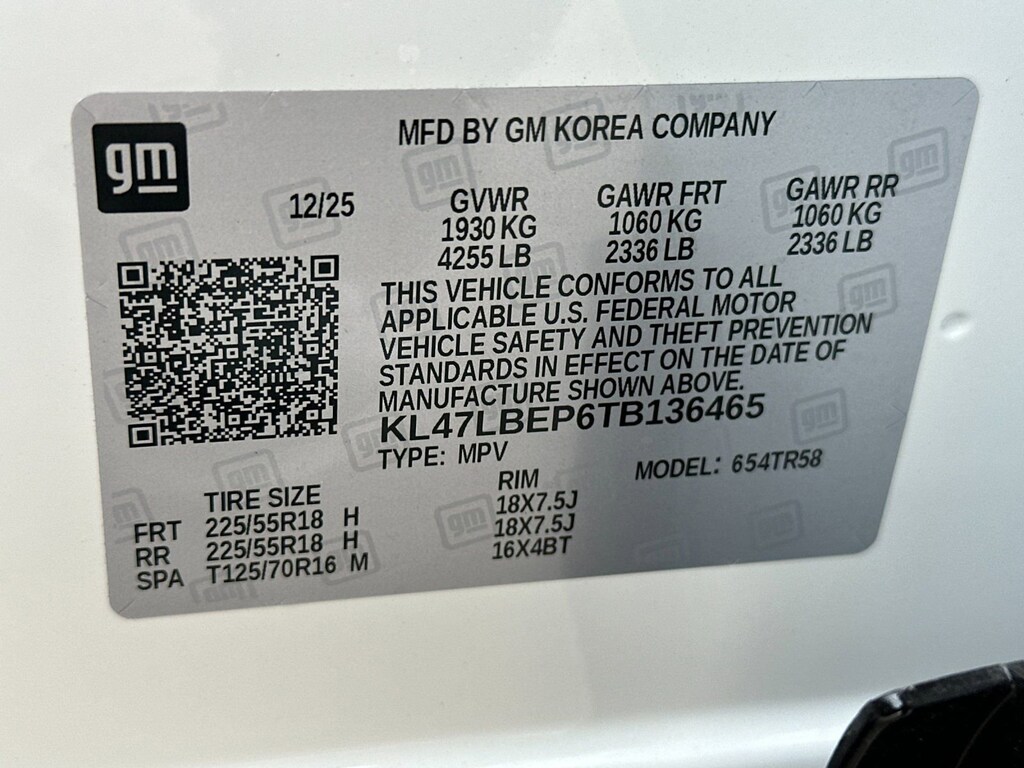 gm
MFD BY GM KOREA COMPANY
12/25
GVWR GAWR FRT GAWR RR
1930 KG 1060 KG 1060 KG
4255 LB 2336 LB 2336 LB
THIS VEHICLE CONFORMS TO ALL
APPLICABLE U.S. FEDERAL MOTOR
VEHICLE SAFETY AND THEFT PREVENTION
STANDARDS IN EFFECT ON THE DATE OF
MANUFACTURE SHOWN ABOVE.
KL47LBEP6TB136465
TYPE: MPV MODEL: 654TR58
TIRE SIZE RIM
FRT 225/55R18 H 18X7.5J
RR 225/55R18 H 18X7.5J
SPA T125/70R16 M 16X4BT